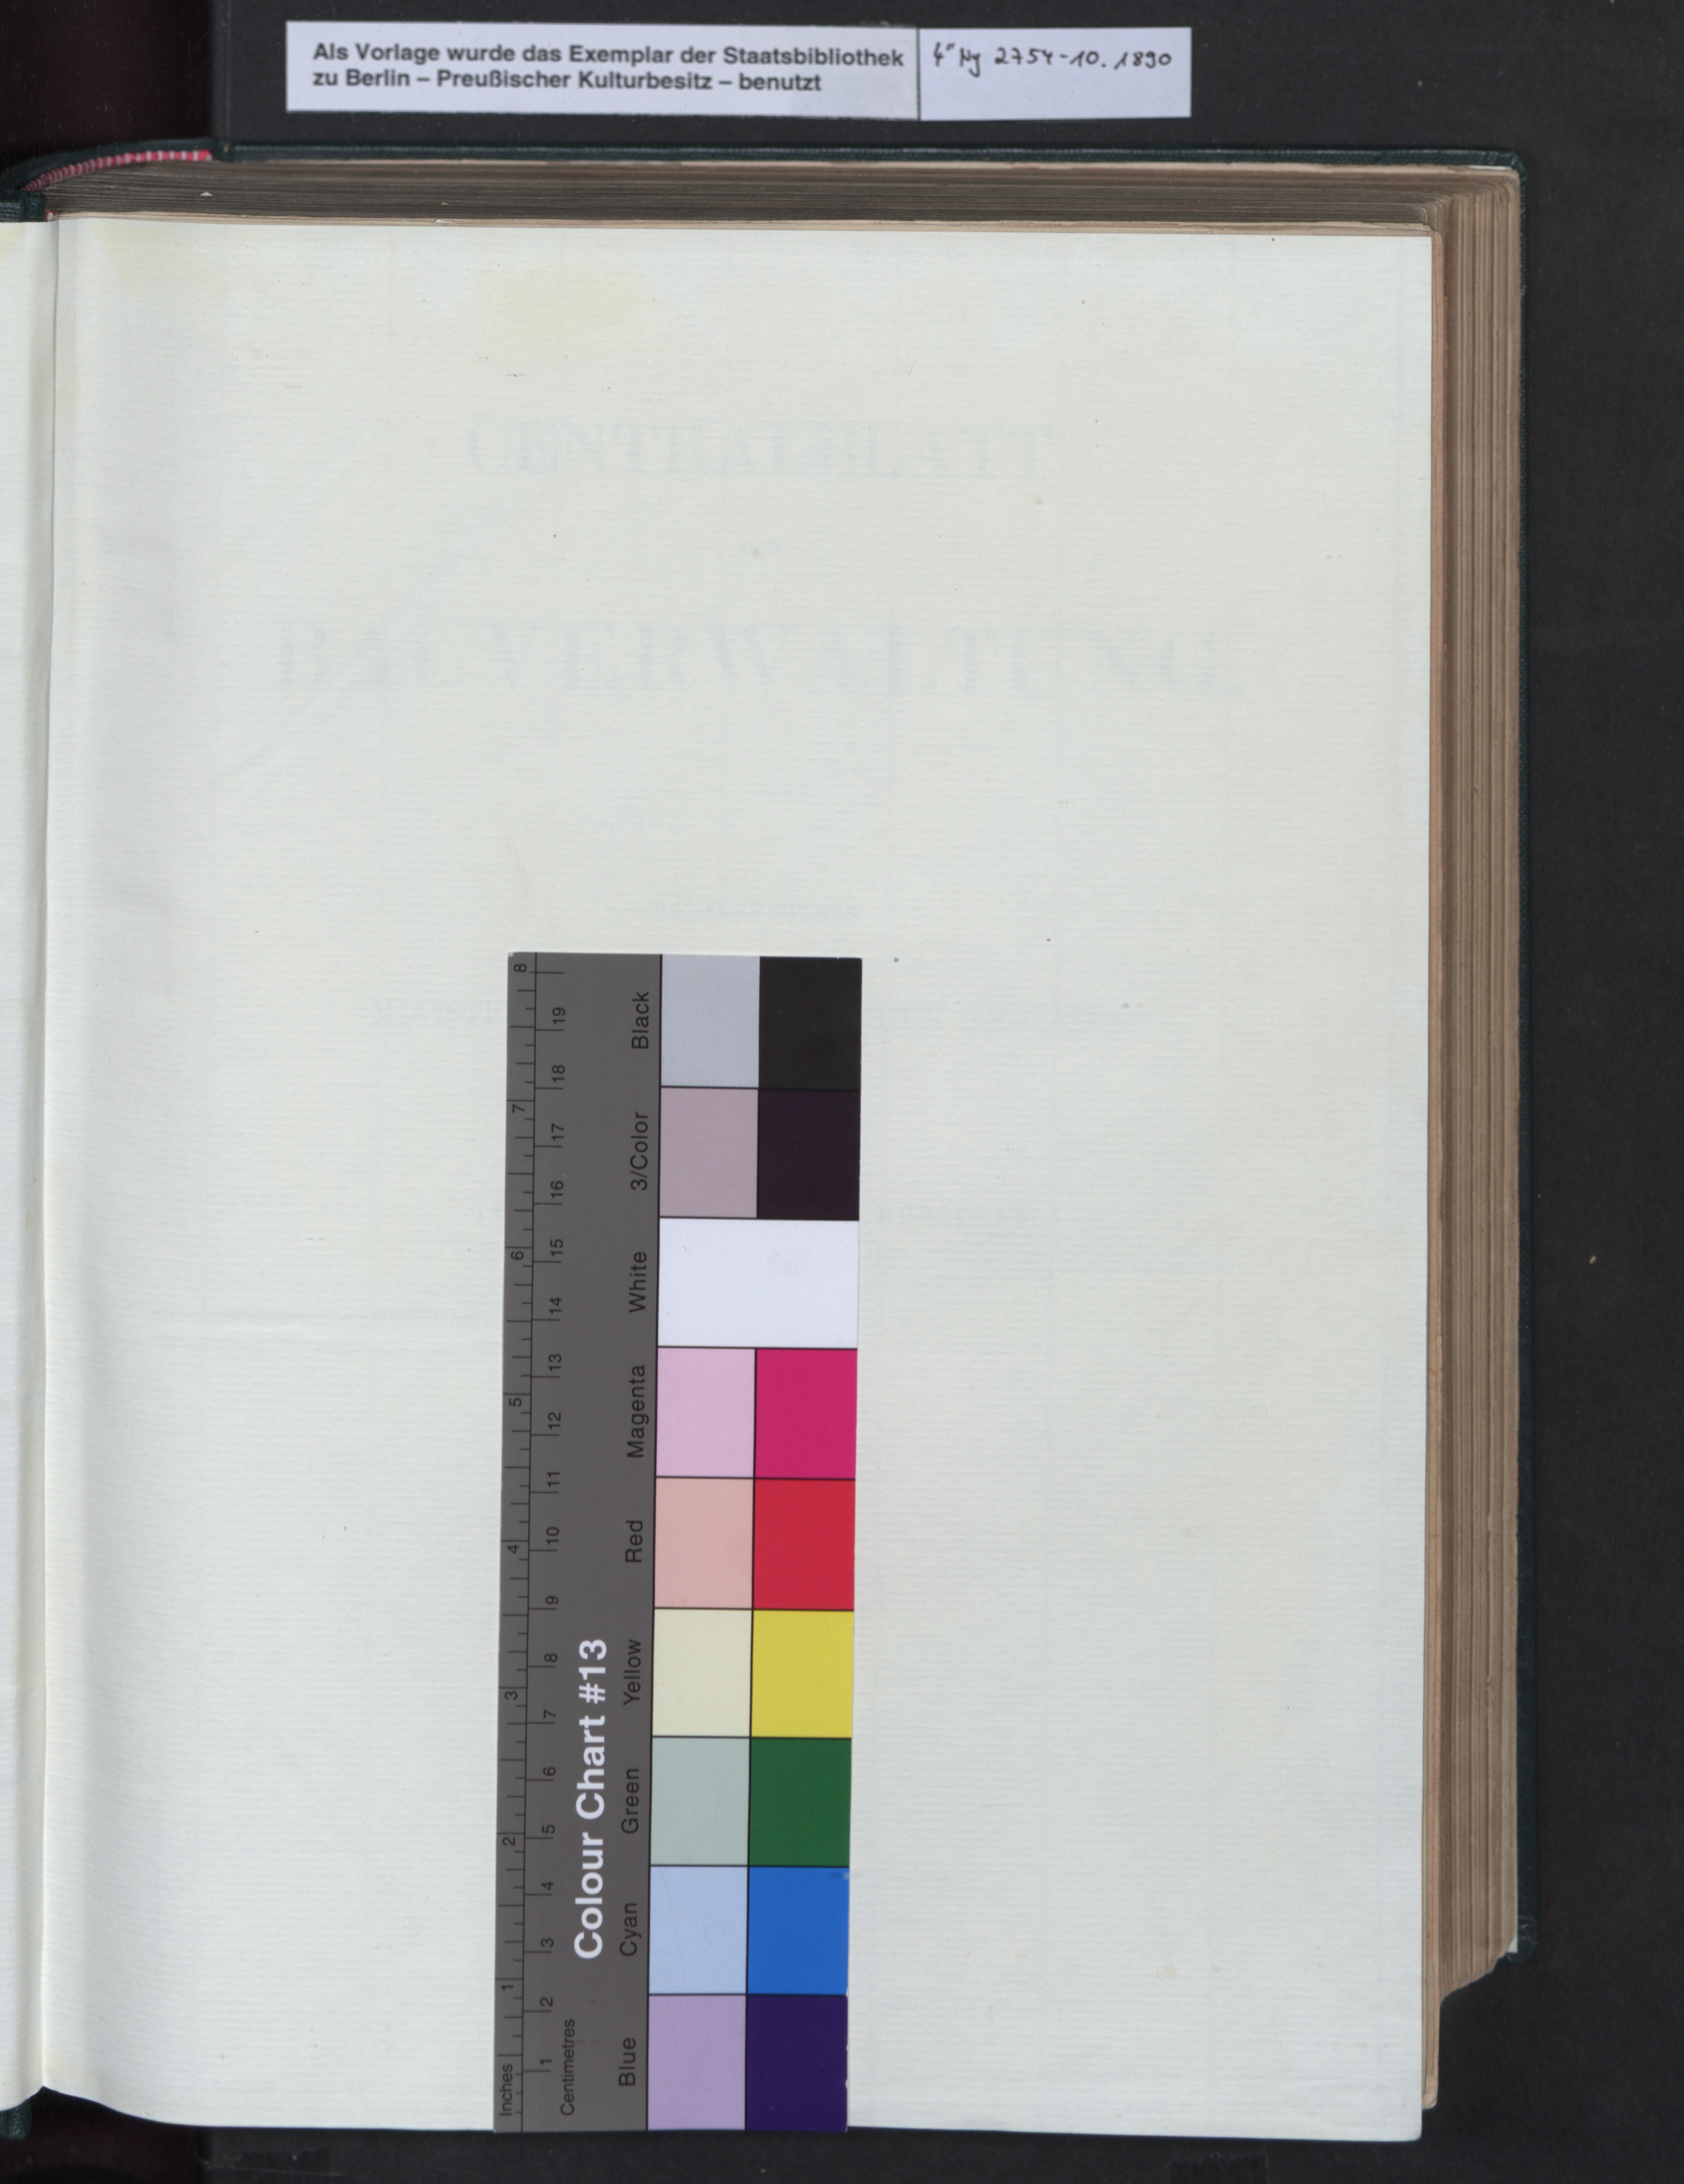 Als Vorlage wurde das Exemplar der Staatsbibliothek
zu Berlin – Preußischer Kulturbesitz – benutzt
4" Ny 2754-10. 1890
CENTRALBLATT
BAUVERWALTUNG.
Inches 1 2 3 4 5 6 7 8
Centimetres 1 2 3 4 5 6 7 8 9 10 11 12 13 14 15 16 17 18 19
Colour Chart #13
Blue Cyan Green Yellow Red Magenta White 3/Color Black